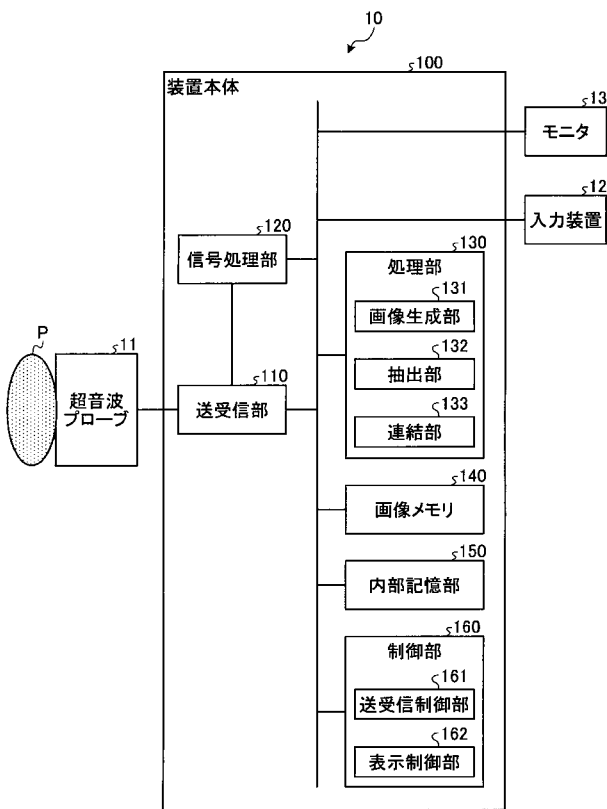 10
100
装置本体
13
モニタ
12
入力装置
120
信号処理部
130
処理部
131
画像生成部
132
抽出部
133
連結部
P
11
超音波
プローブ
110
送受信部
140
画像メモリ
150
内部記憶部
160
制御部
161
送受信制御部
162
表示制御部